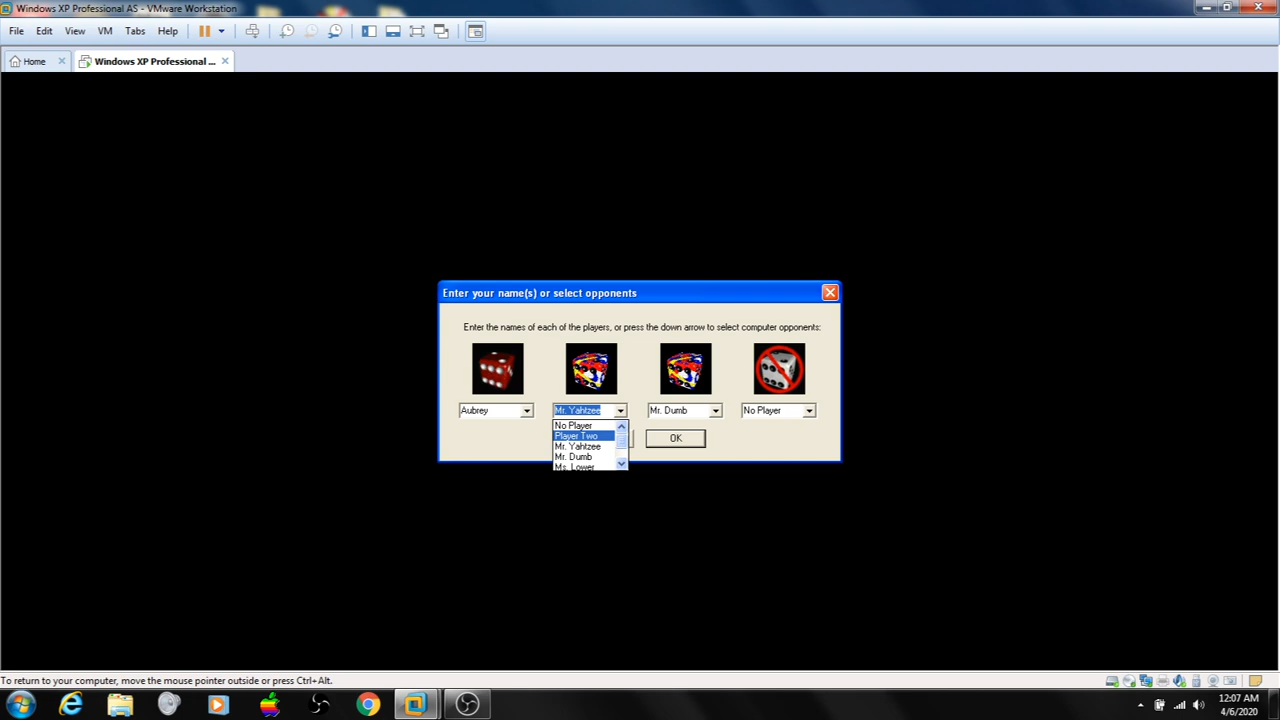 Windows XP Professional AS - VMware Workstation
File Edit View VM Tabs Help
Home
Windows XP Professional ...
Enter your name(s) or select opponents
Enter the names of each of the players, or press the down arrow to select computer opponents:
Aubrey Mr. Yahtzee Mr. Dumb No Player
No Player
Player Two
Mr. Yahtzee
Mr. Dumb
Ms. Lower
OK
To return to your computer, move the mouse pointer outside or press Ctrl+Alt.
12:07 AM
4/6/2020